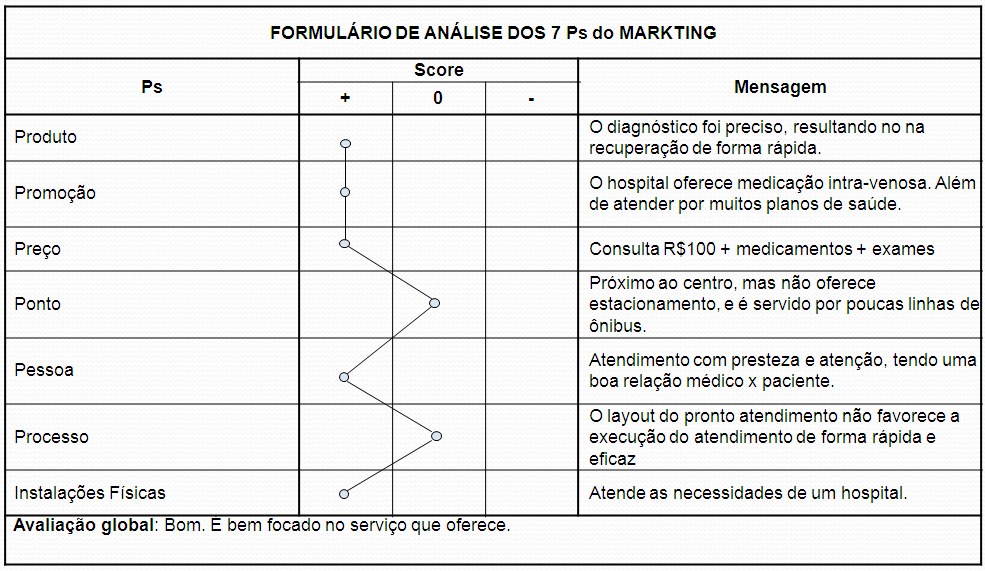 FORMULÁRIO DE ANÁLISE DOS 7 Ps do MARKTING
Ps
Score
+
0
-
Mensagem
Produto
O diagnóstico foi preciso, resultando no na
recuperação de forma rápida.
Promoção
O hospital oferece medicação intra-venosa. Além
de atender por muitos planos de saúde.
Preço
Consulta R$100 + medicamentos + exames
Ponto
Próximo ao centro, mas não oferece
estacionamento, e é servido por poucas linhas de
ônibus.
Pessoa
Atendimento com presteza e atenção, tendo uma
boa relação médico x paciente.
Processo
O layout do pronto atendimento não favorece a
execução do atendimento de forma rápida e
eficaz
Instalações Físicas
Atende as necessidades de um hospital.
Avaliação global: Bom. E bem focado no serviço que oferece.